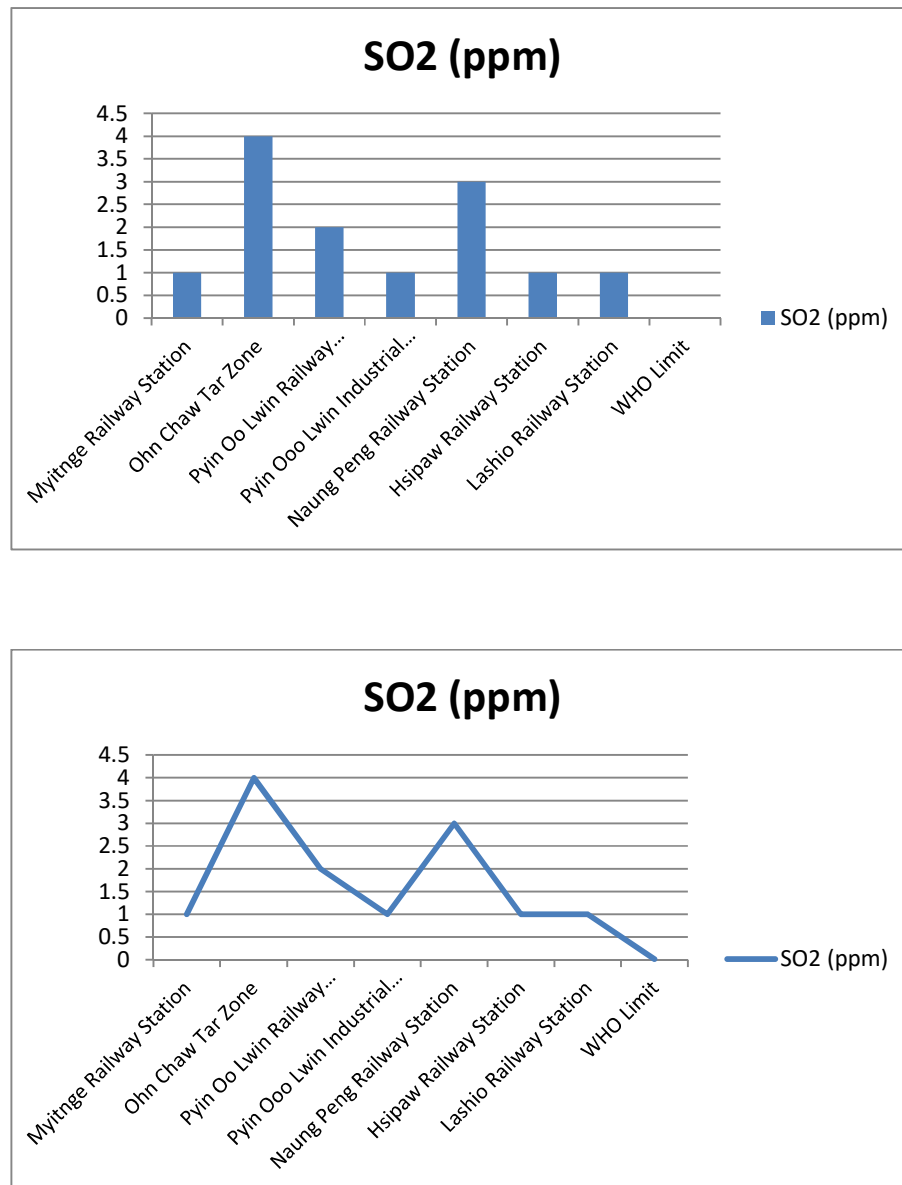 SO2 (ppm)
4.5
4
3.5
3
2.5
2
1.5
1
0.5
0
Myitnge Railway Station
Ohn Chaw Tar Zone
Pyin Oo Lwin Railway...
Pyin Ooo Lwin Industrial...
Naung Peng Railway Station
Hsipaw Railway Station
Lashio Railway Station
WHO Limit
SO2 (ppm)
SO2 (ppm)
4.5
4
3.5
3
2.5
2
1.5
1
0.5
0
Myitnge Railway Station
Ohn Chaw Tar Zone
Pyin Oo Lwin Railway...
Pyin Ooo Lwin Industrial...
Naung Peng Railway Station
Hsipaw Railway Station
Lashio Railway Station
WHO Limit
SO2 (ppm)